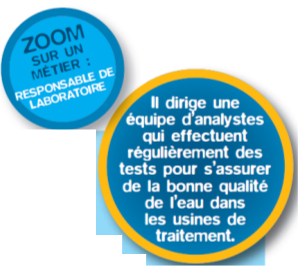 ZOOM
SUR UN
MÉTIER :
RESPONSABLE DE
LABORATOIRE
Il dirige une
équipe d'analystes
qui effectuent
régulièrement des
tests pour s'assurer
de la bonne qualité
de l'eau dans
les usines de
traitement.